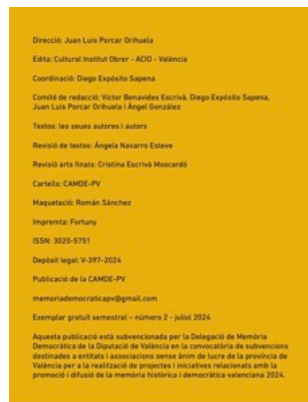 Direcció: Juan Luis Porcar Orihuela
Edita: Cultural Institut Obrer - ACIO - València
Coordinació: Diego Expósito Sapena
Comité de redacció: Víctor Benavides Escrivà, Diego Expósito Sapena,
Juan Luis Porcar Orihuela i Àngel González
Textos: les seues autores i autors
Revisió de textos: Ángela Navarro Esteve
Revisió arts finals: Cristina Escrivà Moscardó
Cartells: CAMDE-PV
Maquetació: Román Sánchez
Impremta: Fortuny
ISSN: 3020-5751
Depòsit legal: V-397-2024
Publicació de la CAMDE-PV
memoriademocraticapv@gmail.com
Exemplar gratuït semestral – número 2 - juliol 2024
Aquesta publicació està subvencionada per la Delegació de Memòria
Democràtica de la Diputació de València en la convocatòria de subvencions
destinades a entitats i associacions sense ànim de lucre de la província de
València per a la realització de projectes i iniciatives relacionats amb la
promoció i difusió de la memòria històrica i democràtica valenciana 2024.